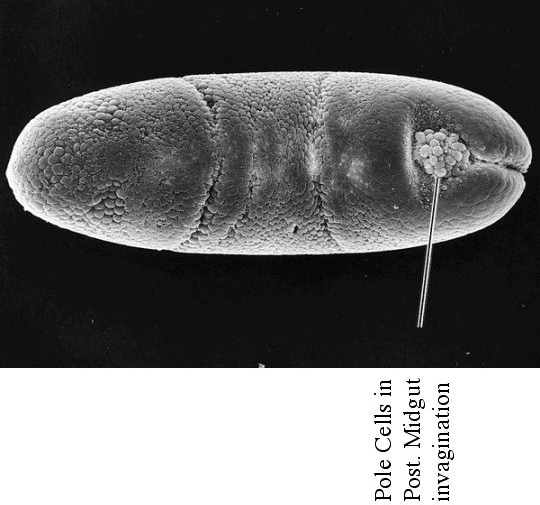 Pole Cells in
Post. Midgut
invagination